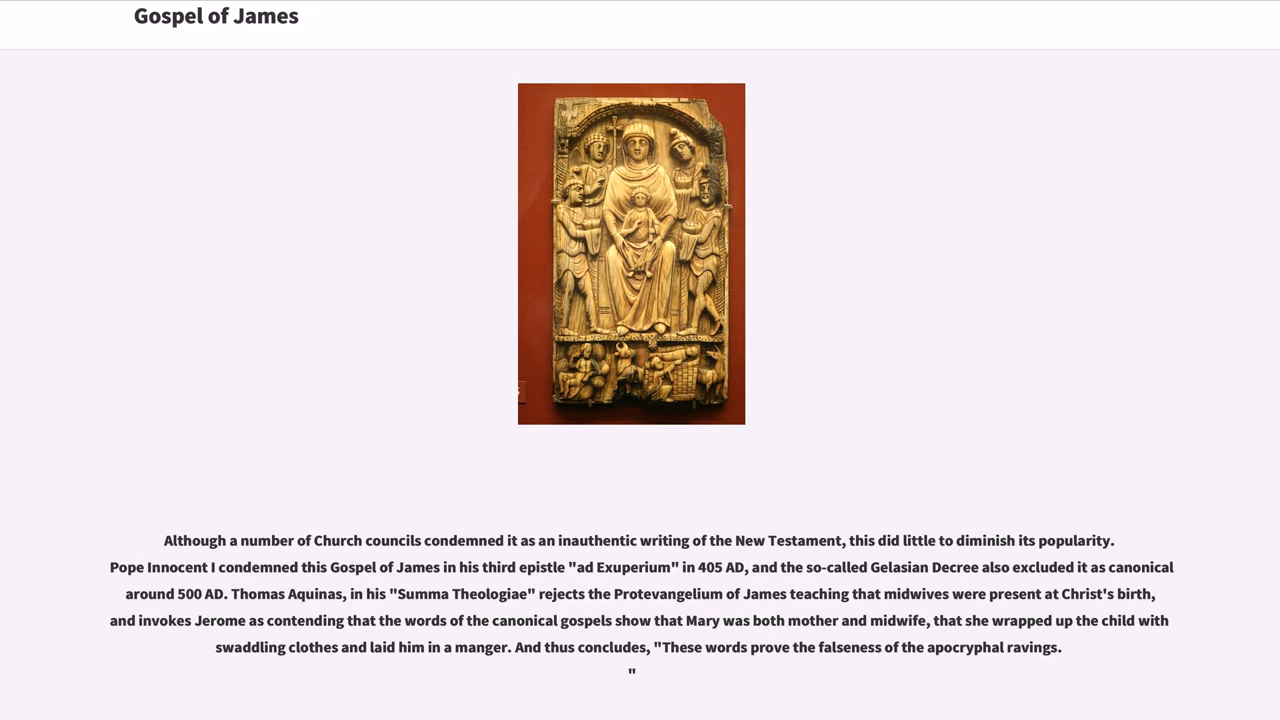 Gospel of James
Although a number of Church councils condemned it as an inauthentic writing of the New Testament, this did little to diminish its popularity.
Pope Innocent I condemned this Gospel of James in his third epistle "ad Exuperium" in 405 AD, and the so-called Gelasian Decree also excluded it as canonical
around 500 AD. Thomas Aquinas, in his "Summa Theologiae" rejects the Protevangelium of James teaching that midwives were present at Christ's birth,
and invokes Jerome as contending that the words of the canonical gospels show that Mary was both mother and midwife, that she wrapped up the child with
swaddling clothes and laid him in a manger. And thus concludes, "These words prove the falseness of the apocryphal ravings.
"